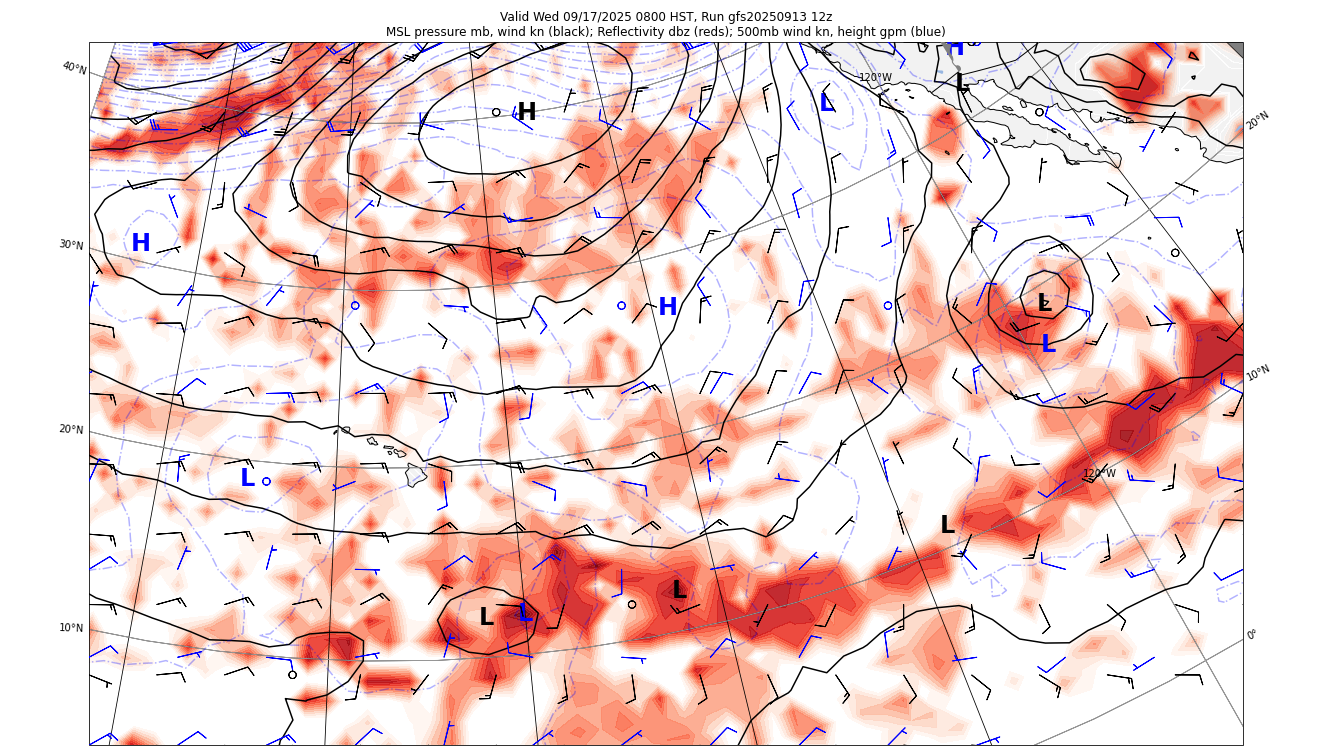 Valid Wed 09/17/2025 0800 HST, Run gfs20250913 12z
MSL pressure mb, wind kn (black); Reflectivity dbz (reds); 500mb wind kn, height gpm (blue)
H
40°N
120°W
L
L
H
20°N
H
30°N
L
H
L
10°N
20°N
L
120°W
L
L
L
L
10°N
0°